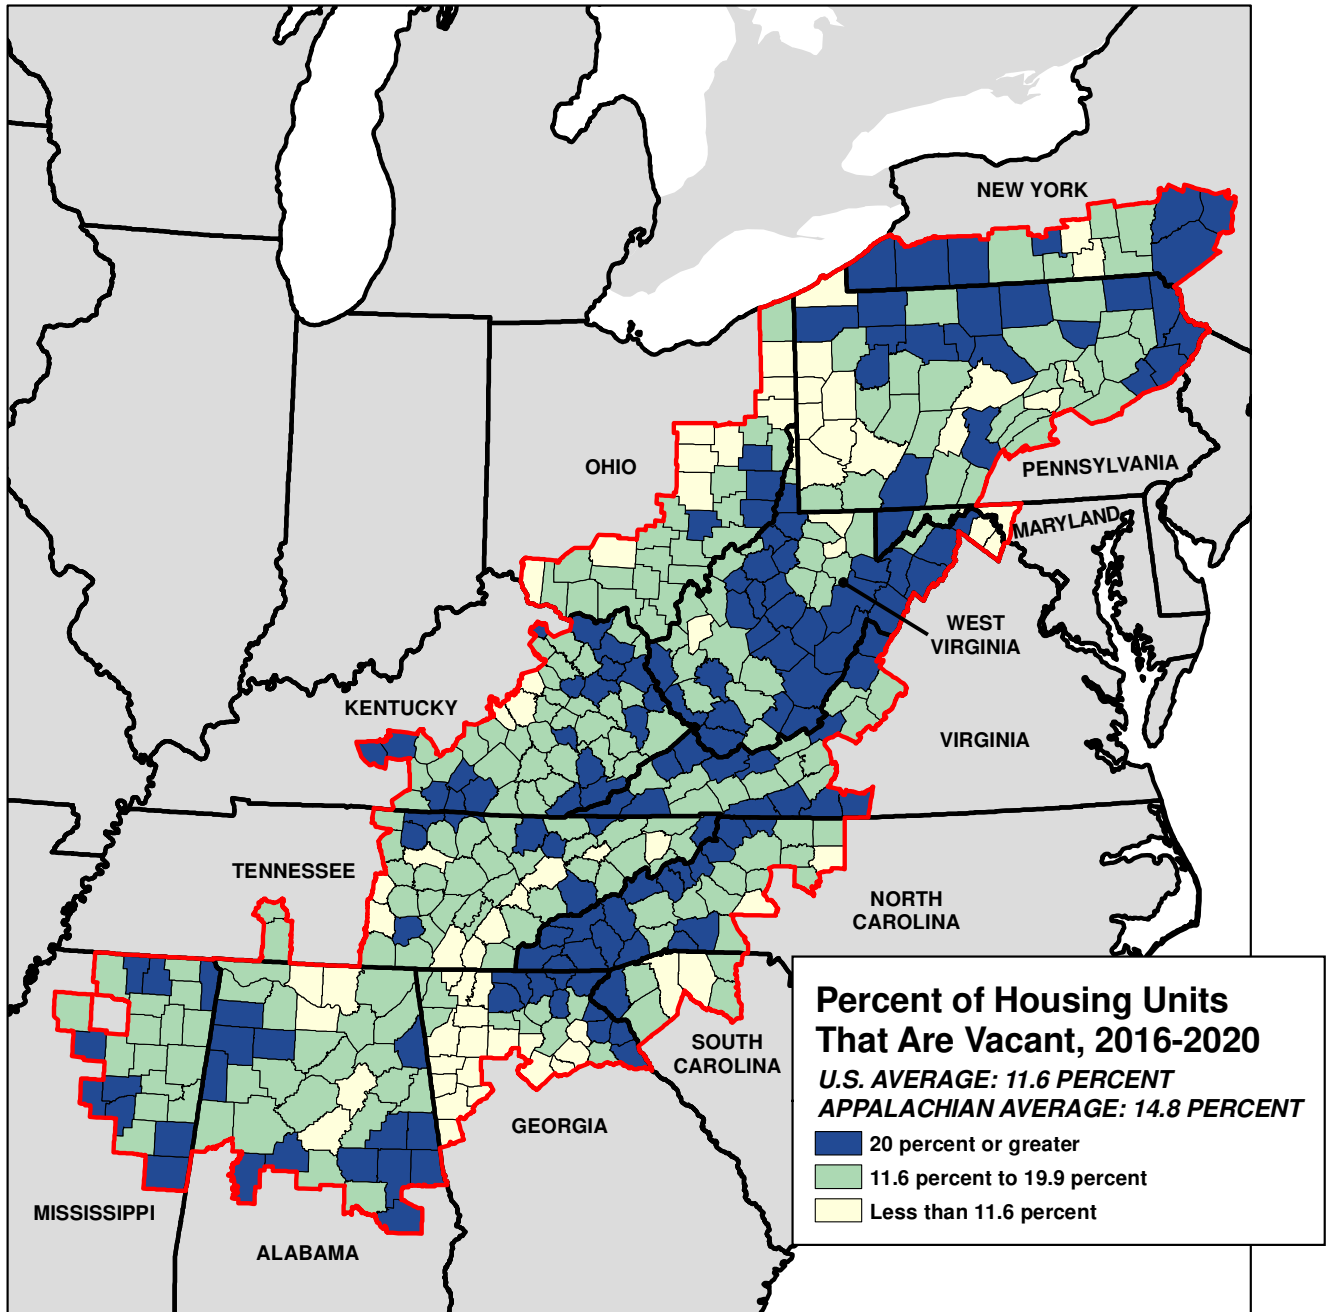 NEW YORK
OHIO
PENNSYLVANIA
MARYLAND
WEST
VIRGINIA
KENTUCKY
VIRGINIA
TENNESSEE
NORTH
CAROLINA
SOUTH
CAROLINA
GEORGIA
MISSISSIPPI
ALABAMA
Percent of Housing Units
That Are Vacant, 2016-2020
U.S. AVERAGE: 11.6 PERCENT
APPALACHIAN AVERAGE: 14.8 PERCENT
20 percent or greater
11.6 percent to 19.9 percent
Less than 11.6 percent